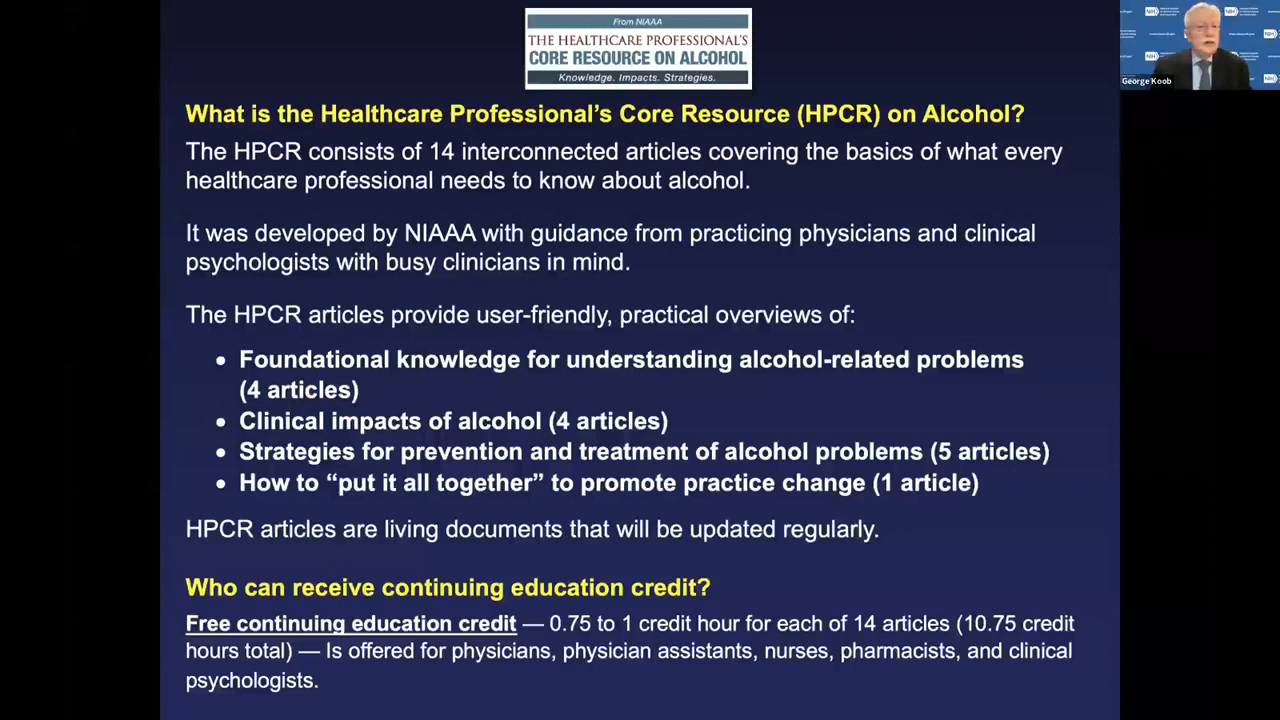 From NIAAA
THE HEALTHCARE PROFESSIONAL'S
CORE RESOURCE ON ALCOHOL
Knowledge. Impacts. Strategies.
George Koob
What is the Healthcare Professional’s Core Resource (HPCR) on Alcohol?
The HPCR consists of 14 interconnected articles covering the basics of what every
healthcare professional needs to know about alcohol.
It was developed by NIAAA with guidance from practicing physicians and clinical
psychologists with busy clinicians in mind.
The HPCR articles provide user-friendly, practical overviews of:
• Foundational knowledge for understanding alcohol-related problems
(4 articles)
• Clinical impacts of alcohol (4 articles)
• Strategies for prevention and treatment of alcohol problems (5 articles)
• How to “put it all together” to promote practice change (1 article)
HPCR articles are living documents that will be updated regularly.
Who can receive continuing education credit?
Free continuing education credit — 0.75 to 1 credit hour for each of 14 articles (10.75 credit
hours total) — Is offered for physicians, physician assistants, nurses, pharmacists, and clinical
psychologists.